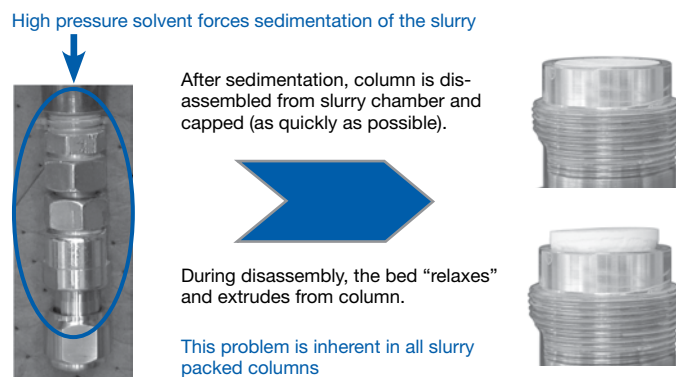 High pressure solvent forces sedimentation of the slurry
After sedimentation, column is dis-
assembled from slurry chamber and
capped (as quickly as possible).
During disassembly, the bed “relaxes”
and extrudes from column.
This problem is inherent in all slurry
packed columns